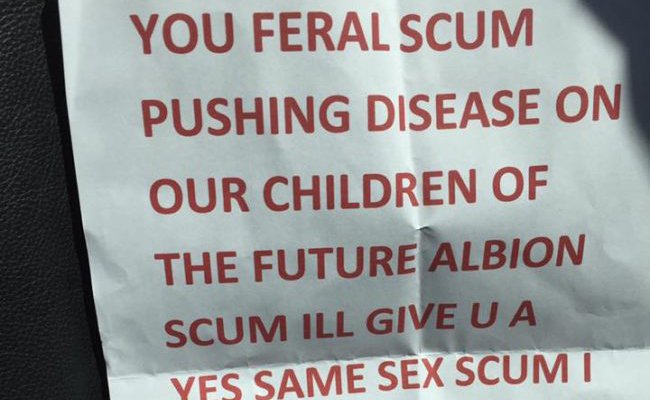 YOU FERAL SCUM
PUSHING DISEASE ON
OUR CHILDREN OF
THE FUTURE ALBION
SCUM ILL GIVE U A
YES SAME SEX SCUM I